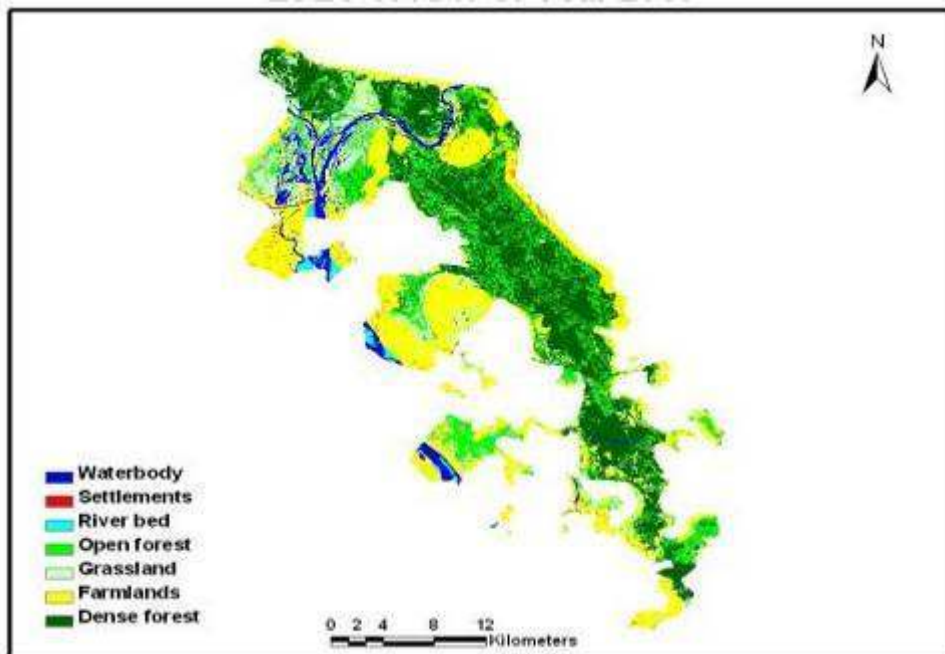 N
Waterbody
Settlements
River bed
Open forest
Grassland
Farmlands
Dense forest
0 2 4 8 12
Kilometers